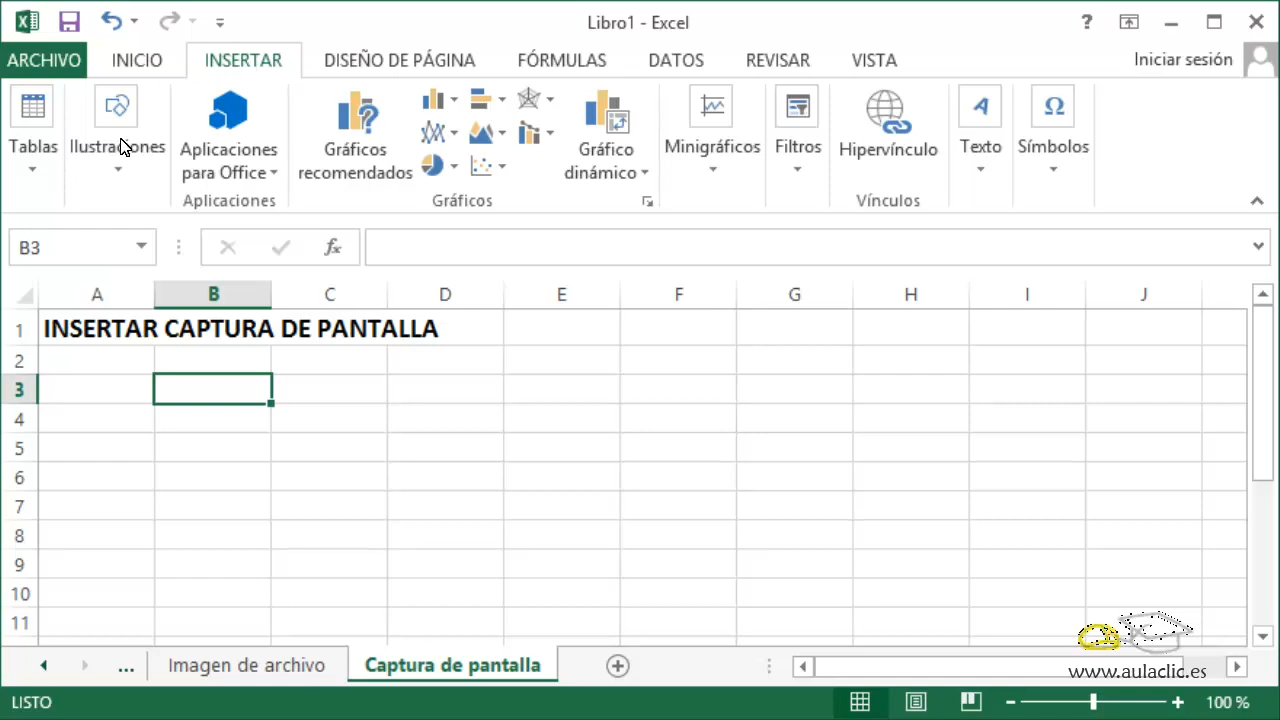 Libro1 - Excel
?
ARCHIVO INICIO INSERTAR DISEÑO DE PÁGINA FÓRMULAS DATOS REVISAR VISTA Iniciar sesión
Tablas Ilustraciones Aplicaciones para Office Gráficos recomendados Gráfico dinámico Minigráficos Filtros Hipervínculo Texto Símbolos
Aplicaciones Gráficos Vínculos
B3 fx
A B C D E F G H I J
1 INSERTAR CAPTURA DE PANTALLA
2
3
4
5
6
7
8
9
10
11
... Imagen de archivo Captura de pantalla
www.aulaclic.es
LISTO 100 %